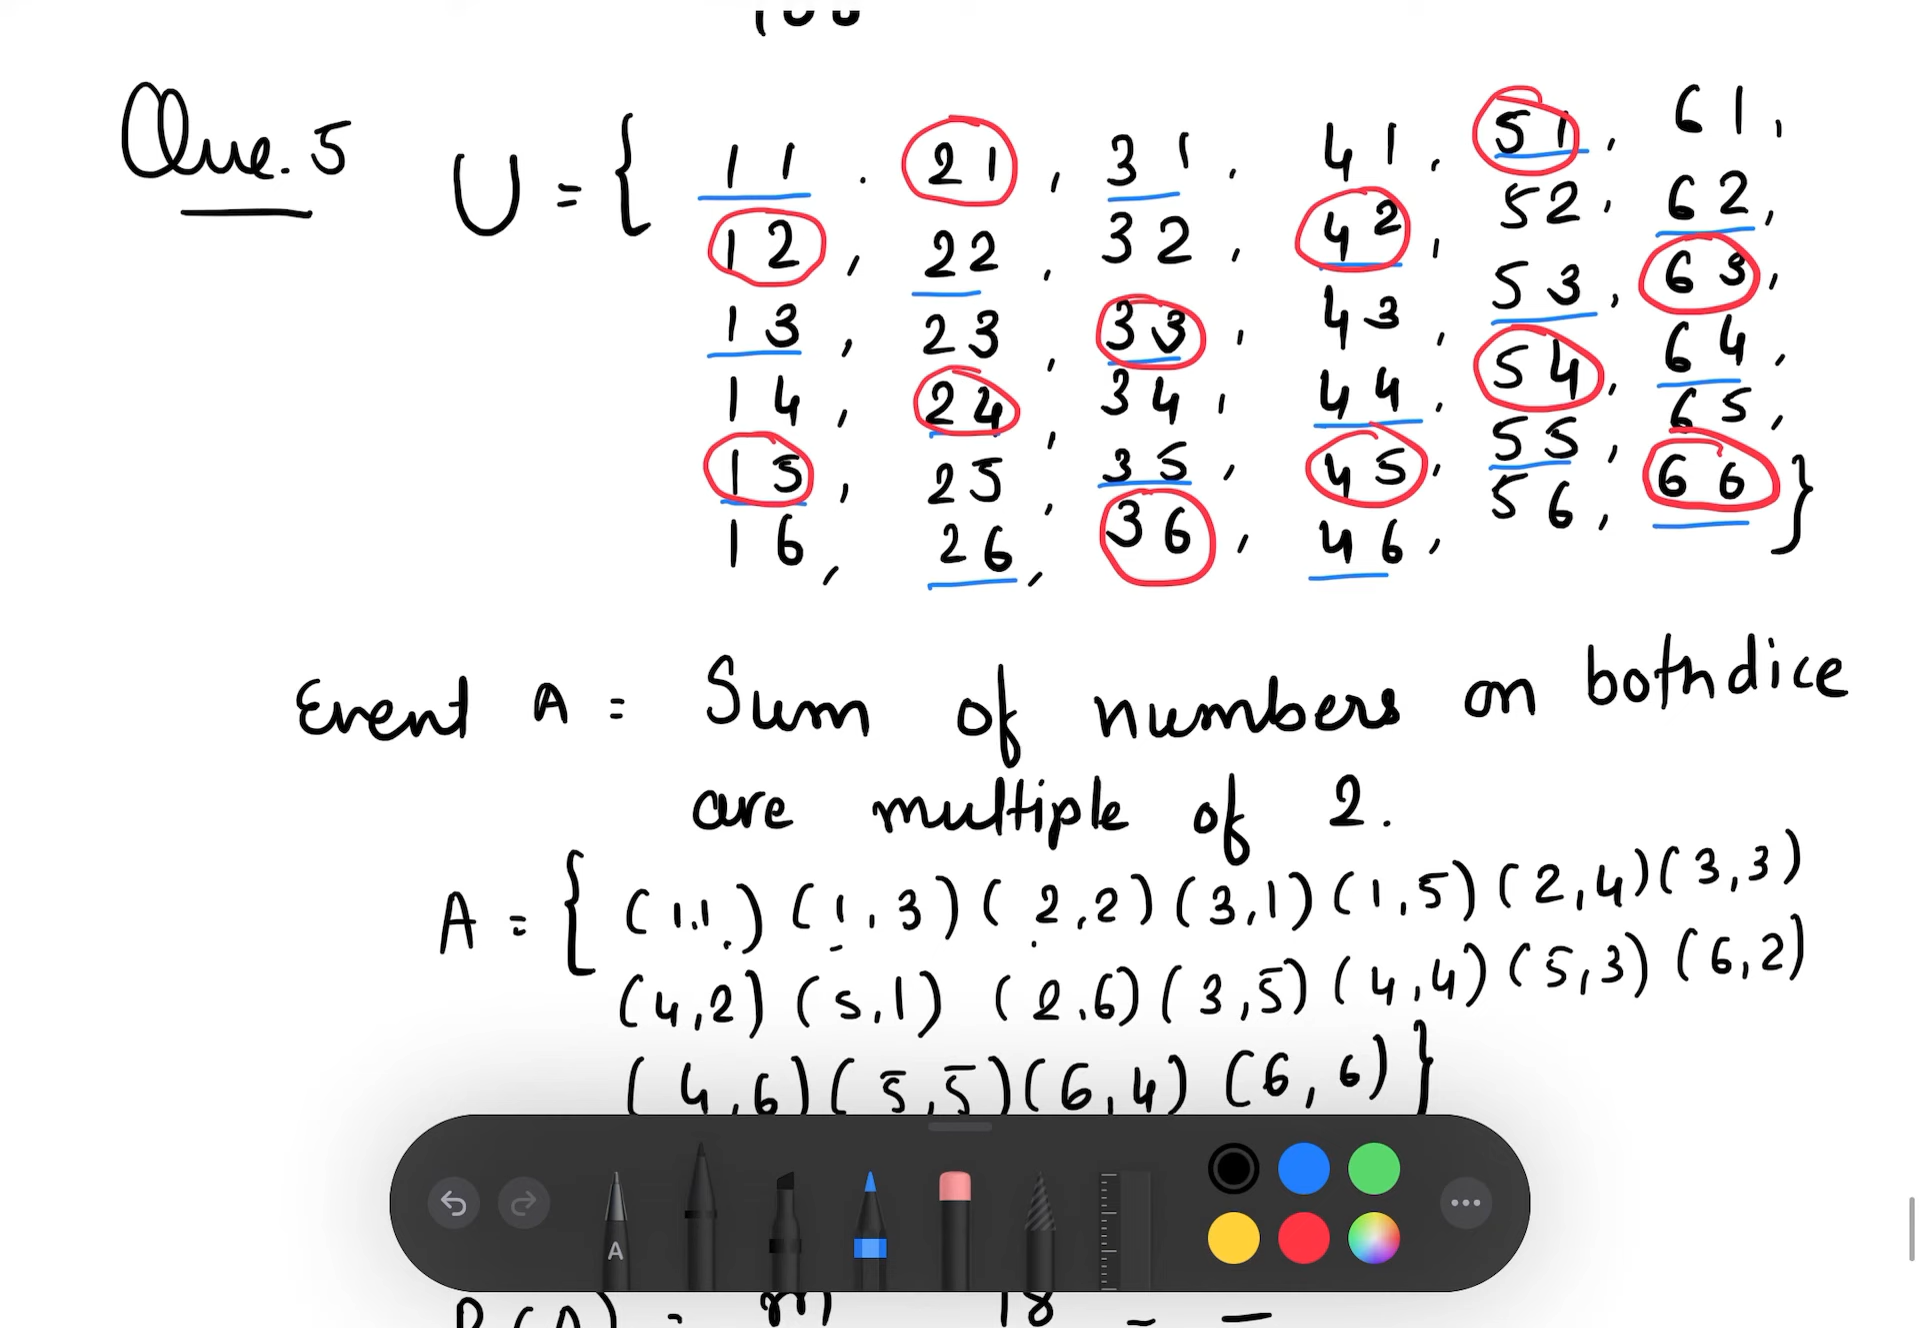 Que. 5 U = { 11 . 21 , 31 . 41 . 51 . 61 ,
12 , 22 . 32 , 42 , 52 , 62 ,
13 , 23 , 33 , 43 , 53 , 63 ,
14 , 24 , 34 , 44 . 54 . 64 ,
15 , 25 , 35 , 45 , 55 , 65 ,
16 , 26 , 36 , 46 , 56 , 66 }
Event A = Sum of numbers on both dice
are multiple of 2.
A = { (1,1) (1,3) (2,2) (3,1) (1,5) (2,4) (3,3)
(4,2) (5,1) (2,6) (3,5) (4,4) (5,3) (6,2)
(4,6) (5,5) (6,4) (6,6) }
A